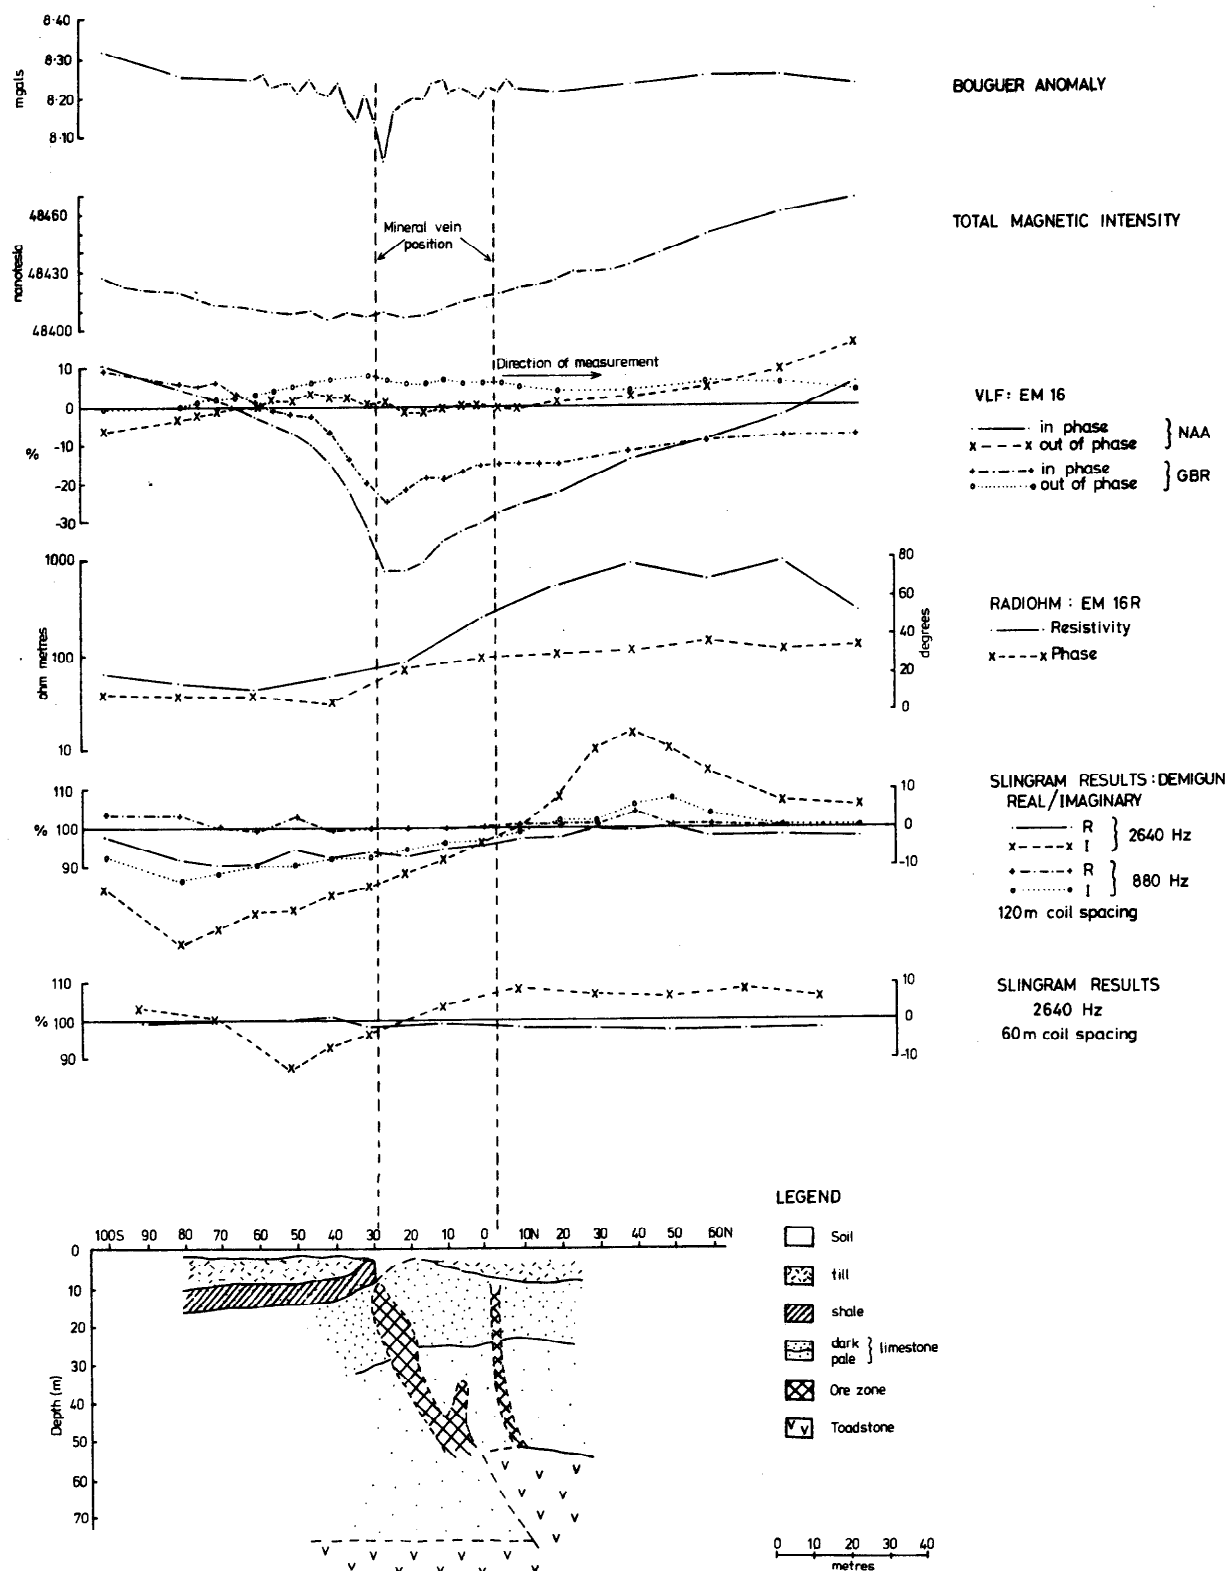 8·40
8·30
8·20
8·10
mgals
BOUGUER ANOMALY
48460
48430
48400
nanotesla
TOTAL MAGNETIC INTENSITY
Mineral vein
position
10
0
-10
-20
-30
%
Direction of measurement
VLF: EM 16
in phase
out of phase
NAA
in phase
out of phase
GBR
1000
100
10
ohm metres
80
60
40
20
0
degrees
RADIOHM : EM 16R
Resistivity
Phase
110
% 100
90
10
0
-10
SLINGRAM RESULTS : DEMIGUN
REAL/IMAGINARY
R
I
2640 Hz
R
I
880 Hz
120m coil spacing
110
% 100
90
10
0
-10
SLINGRAM RESULTS
2640 Hz
60m coil spacing
100S 90 80 70 60 50 40 30 20 10 0 10N 20 30 40 50 60N
0
10
20
30
40
50
60
70
Depth (m)
LEGEND
Soil
till
shale
dark
pale
limestone
Ore zone
Toadstone
0 10 20 30 40
metres